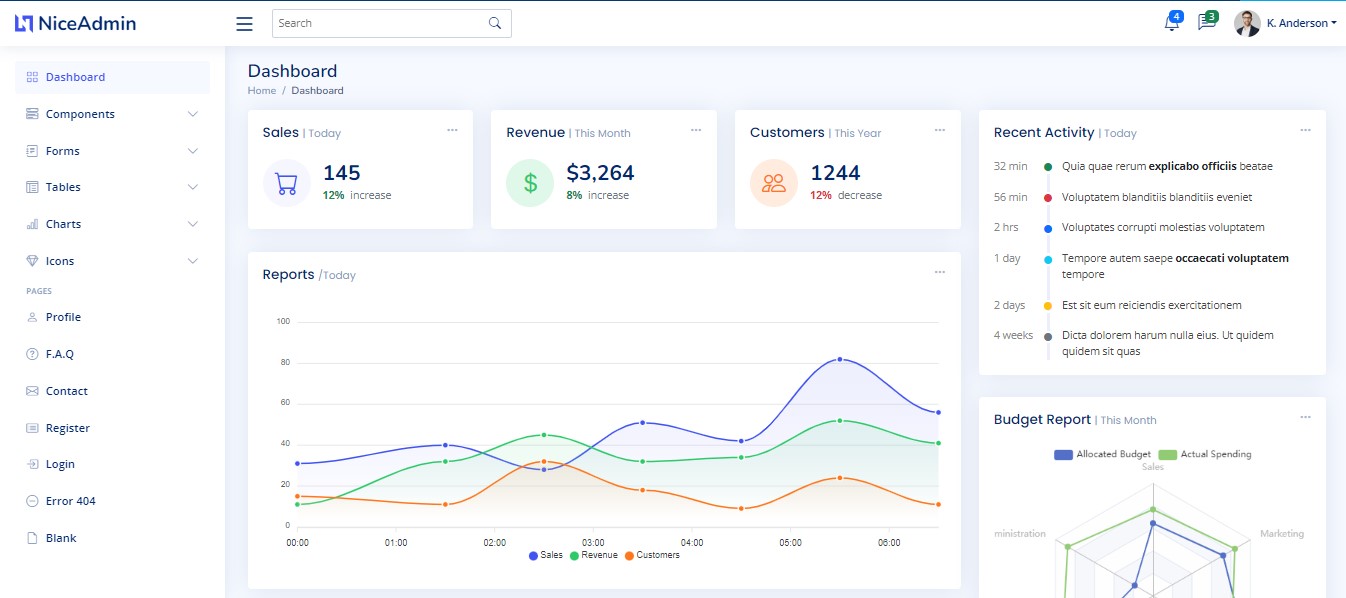 NiceAdmin
Search
4
3
K. Anderson
Dashboard
Components
Forms
Tables
Charts
Icons
PAGES
Profile
F.A.Q
Contact
Register
Login
Error 404
Blank
Dashboard
Home / Dashboard
Sales | Today
145
12% increase
Revenue | This Month
$
$3,264
8% increase
Customers | This Year
1244
12% decrease
Reports /Today
100
80
60
40
20
0
00:00 01:00 02:00 03:00 04:00 05:00 06:00
Sales Revenue Customers
Recent Activity | Today
32 min Quia quae rerum explicabo officiis beatae
56 min Voluptatem blanditiis blanditiis eveniet
2 hrs Voluptates corrupti molestias voluptatem
1 day Tempore autem saepe occaecati voluptatem
tempore
2 days Est sit eum reiciendis exercitationem
4 weeks Dicta dolorem harum nulla eius. Ut quidem
quidem sit quas
Budget Report | This Month
Allocated Budget Actual Spending
Sales
ministration Marketing